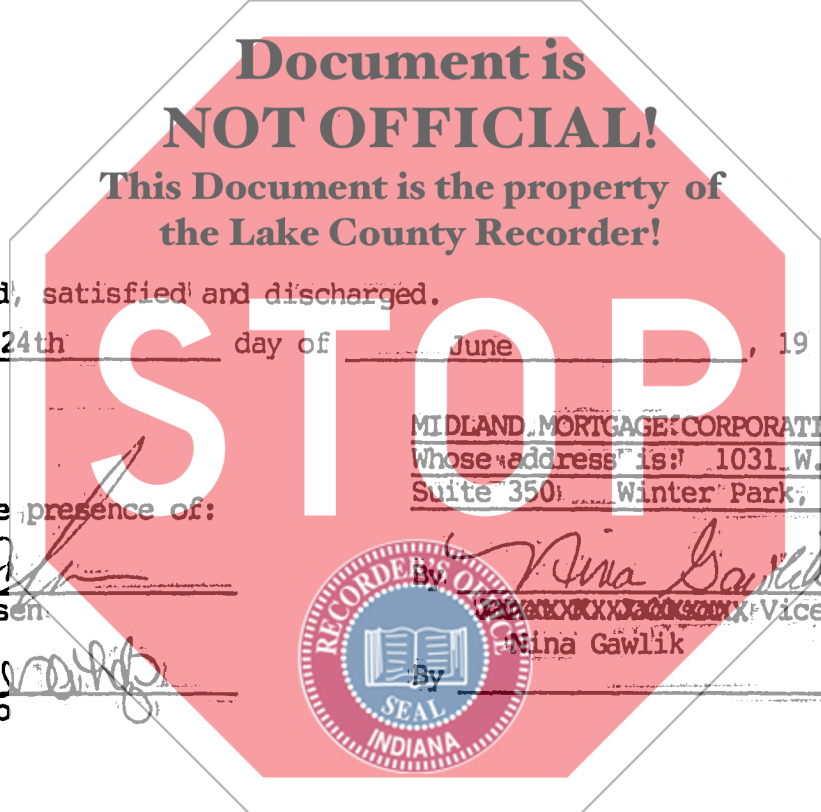 Document is
NOT OFFICIAL!
This Document is the property of
the Lake County Recorder!
d, satisfied and discharged.
24th day of June, 19
STOP
MIDLAND MORTGAGE CORPORATI
Whose address is: 1031 W.
Suite 350 Winter Park,
e presence of:
By Nina Gawlik
sen
Vice
Nina Gawlik
By
RECORDER'S OFFICE
SEAL
INDIANA